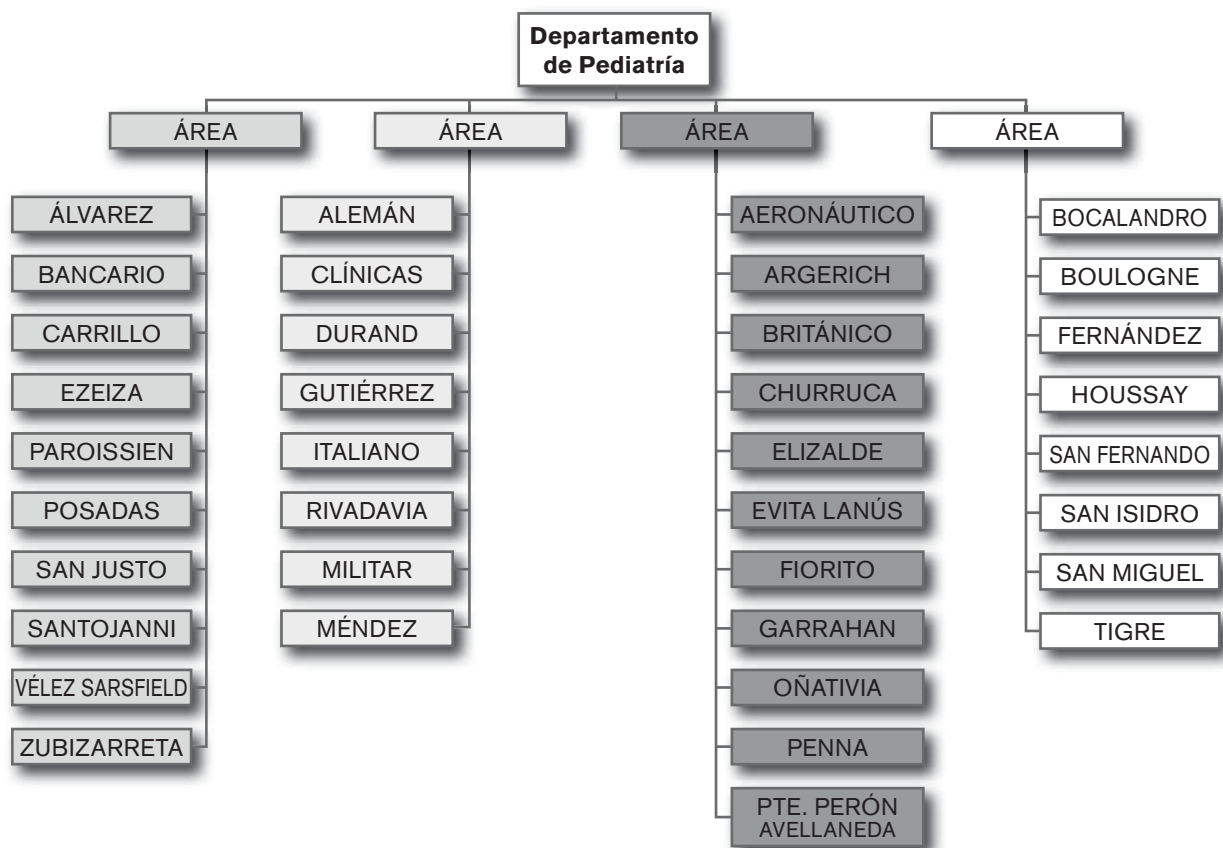 Departamento
de Pediatría
ÁREA
ÁLVAREZ
BANCARIO
CARRILLO
EZEIZA
PAROISSIEN
POSADAS
SAN JUSTO
SANTOJANNI
VÉLEZ SARSFIELD
ZUBIZARRETA
ÁREA
ALEMÁN
CLÍNICAS
DURAND
GUTIÉRREZ
ITALIANO
RIVADAVIA
MILITAR
MÉNDEZ
ÁREA
AERONÁUTICO
ARGERICH
BRITÁNICO
CHURRUCA
ELIZALDE
EVITA LANÚS
FIORITO
GARRAHAN
OÑATIVIA
PENNA
PTE. PERÓN
AVELLANEDA
ÁREA
BOCALANDRO
BOULOGNE
FERNÁNDEZ
HOUSSAY
SAN FERNANDO
SAN ISIDRO
SAN MIGUEL
TIGRE